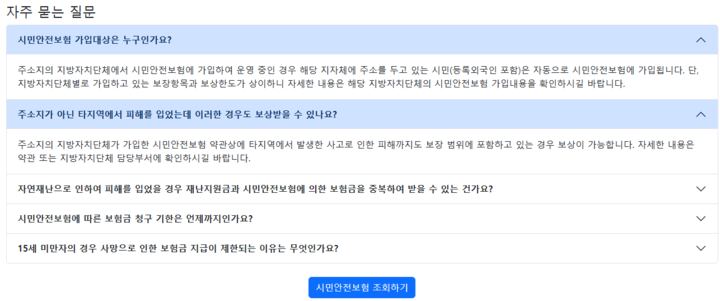 자주 묻는 질문
시민안전보험 가입대상은 누구인가요?
주소지의 지방자치단체에서 시민안전보험에 가입하여 운영 중인 경우 해당 지자체에 주소를 두고 있는 시민(등록외국인 포함)은 자동으로 시민안전보험에 가입됩니다. 단,
지방자치단체별로 가입하고 있는 보장항목과 보상한도가 상이하니 자세한 내용은 해당 지방자치단체의 시민안전보험 가입내용을 확인하시길 바랍니다.
주소지가 아닌 타지역에서 피해를 입었는데 이러한 경우도 보상받을 수 있나요?
주소지의 지방자치단체가 가입한 시민안전보험 약관상에 타지역에서 발생한 사고로 인한 피해까지도 보장 범위에 포함하고 있는 경우 보상이 가능합니다. 자세한 내용은
약관 또는 지방자치단체 담당부서에 확인하시길 바랍니다.
자연재난으로 인하여 피해를 입었을 경우 재난지원금과 시민안전보험에 의한 보험금을 중복하여 받을 수 있는 건가요?
시민안전보험에 따른 보험금 청구 기한은 언제까지인가요?
15세 미만자의 경우 사망으로 인한 보험금 지급이 제한되는 이유는 무엇인가요?
시민안전보험 조회하기